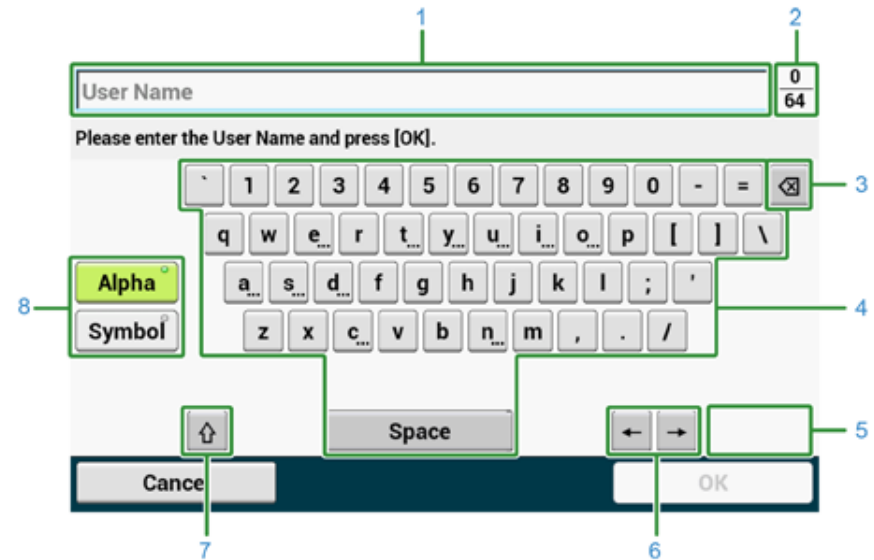 1 2
User Name 0
64
Please enter the User Name and press [OK].
` 1 2 3 4 5 6 7 8 9 0 - = 3
q w e... r t... y... u... i... o... p [ ] \
Alpha a... s... d... f g h j k l ; '
8 4
Symbol z x c... v b n... m , . /
Space ← → 5
Cancel OK
7 6